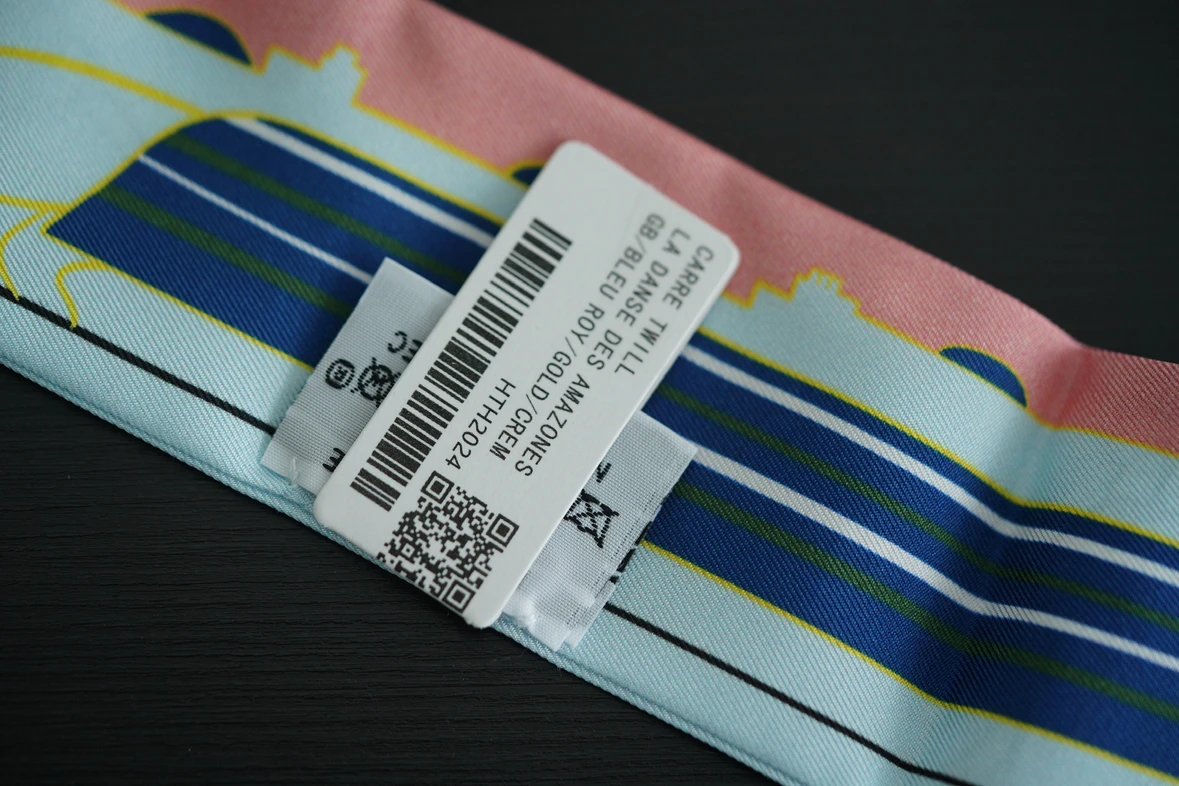 CARRE TWILL
LA DANSE DES AMAZONES
GB/BLEU ROY/GOLD/CREM
HTH2024